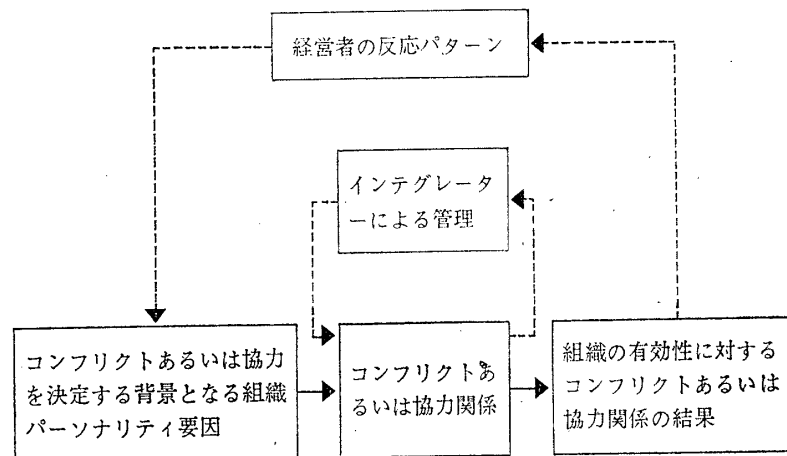 経営者の反応パターン
インテグレータ
ーによる管理
コンフリクトあるいは協力
を決定する背景となる組織
パーソナリティ要因
コンフリクトあ
るいは協力関係
組織の有効性に対する
コンフリクトあるいは
協力関係の結果